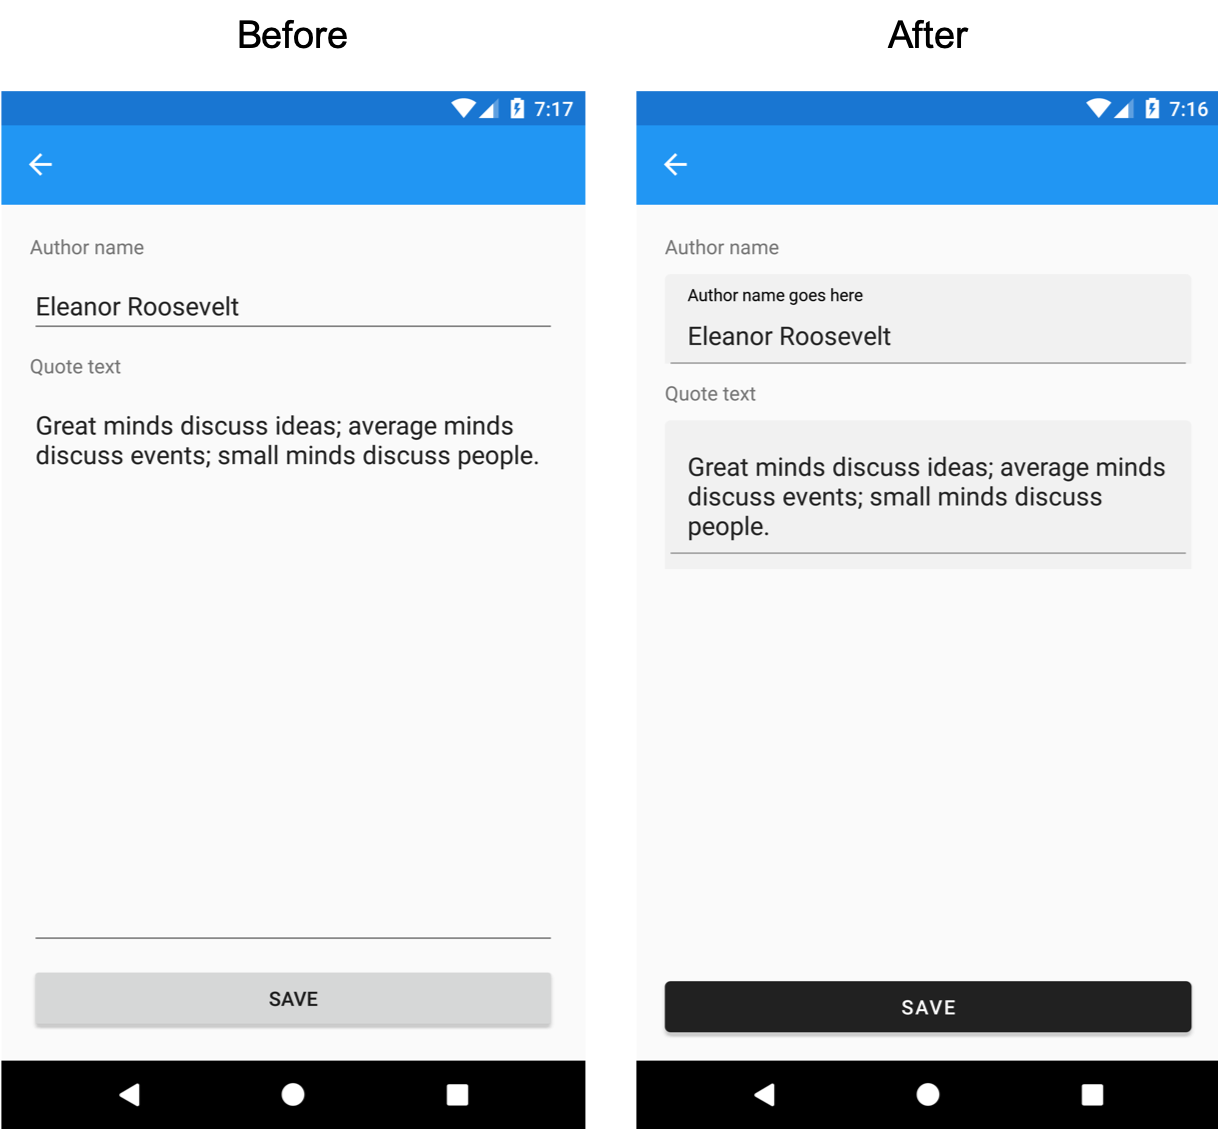 Before
7:17
Author name
Eleanor Roosevelt
Quote text
Great minds discuss ideas; average minds
discuss events; small minds discuss people.
SAVE
After
7:16
Author name
Author name goes here
Eleanor Roosevelt
Quote text
Great minds discuss ideas; average minds
discuss events; small minds discuss
people.
SAVE